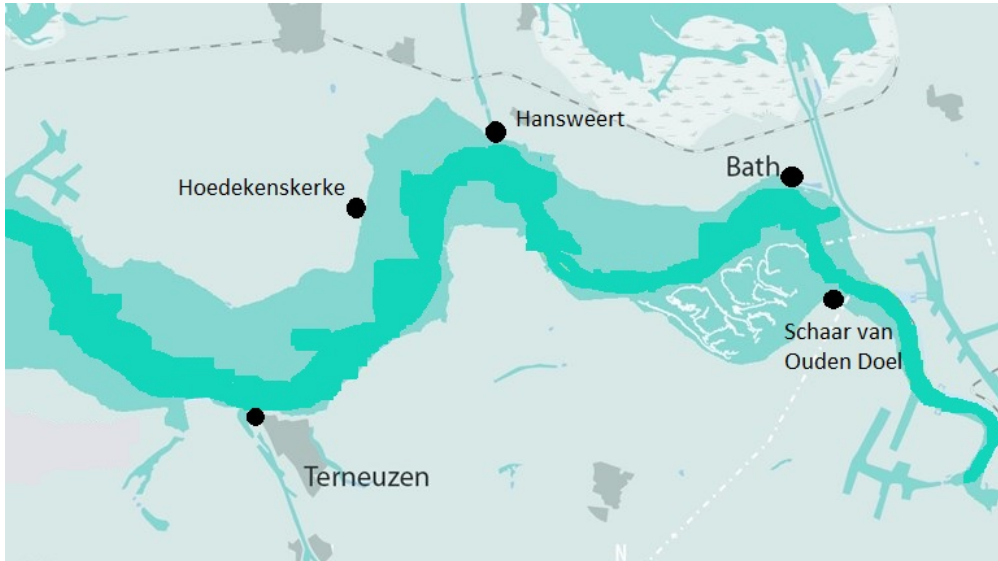 Hansweert
Bath
Hoedekenskerke
Schaar van
Ouden Doel
Terneuzen
N